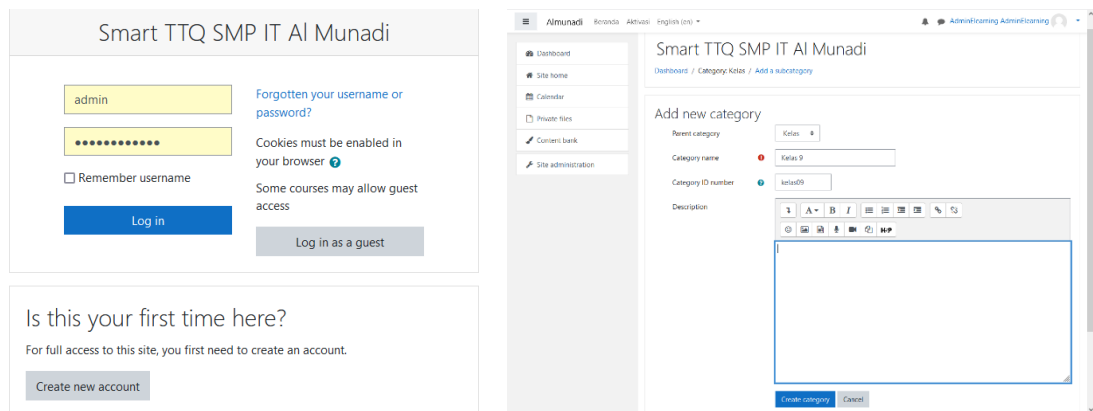 Smart TTQ SMP IT Al Munadi
admin
Forgotten your username or
password?
Cookies must be enabled in
your browser
Remember username
Some courses may allow guest
access
Log in
Log in as a guest
Is this your first time here?
For full access to this site, you first need to create an account.
Create new account
Almunadi Beranda Aktivasi English (en)
AdminElearning AdminElearning
Dashboard
Site home
Calendar
Private files
Content bank
Site administration
Smart TTQ SMP IT Al Munadi
Dashboard / Category: Kelas / Add a subcategory
Add new category
Parent category Kelas
Category name Kelas 9
Category ID number kelas09
Description
A B I
H-P
Create category Cancel